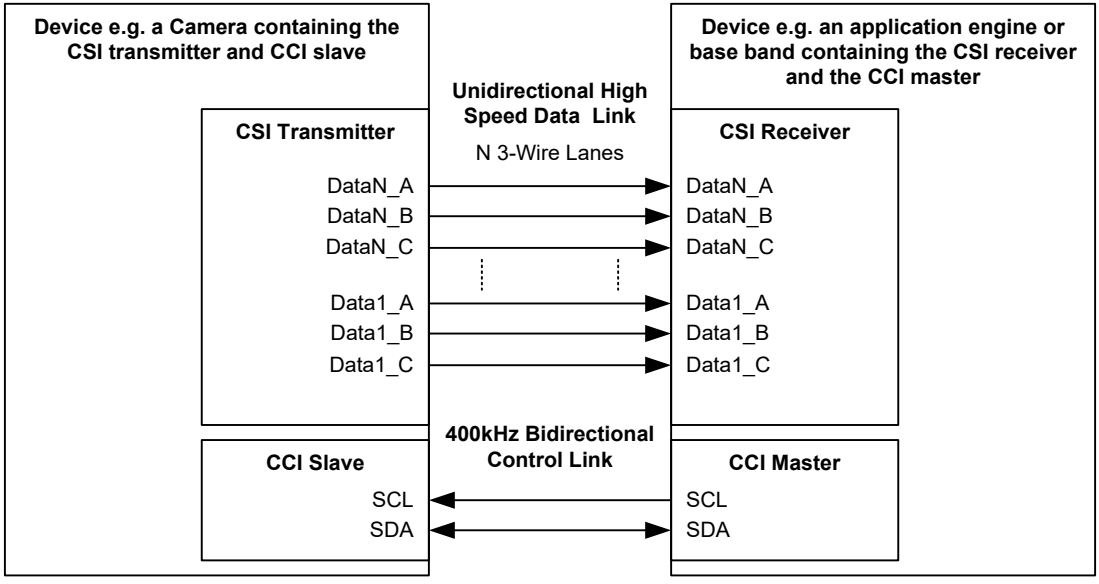 Device e.g. a Camera containing the
CSI transmitter and CCI slave
Device e.g. an application engine or
base band containing the CSI receiver
and the CCI master
Unidirectional High
Speed Data Link
N 3-Wire Lanes
CSI Transmitter
CSI Receiver
DataN_A
DataN_A
DataN_B
DataN_B
DataN_C
DataN_C
Data1_A
Data1_A
Data1_B
Data1_B
Data1_C
Data1_C
400kHz Bidirectional
Control Link
CCI Slave
CCI Master
SCL
SCL
SDA
SDA